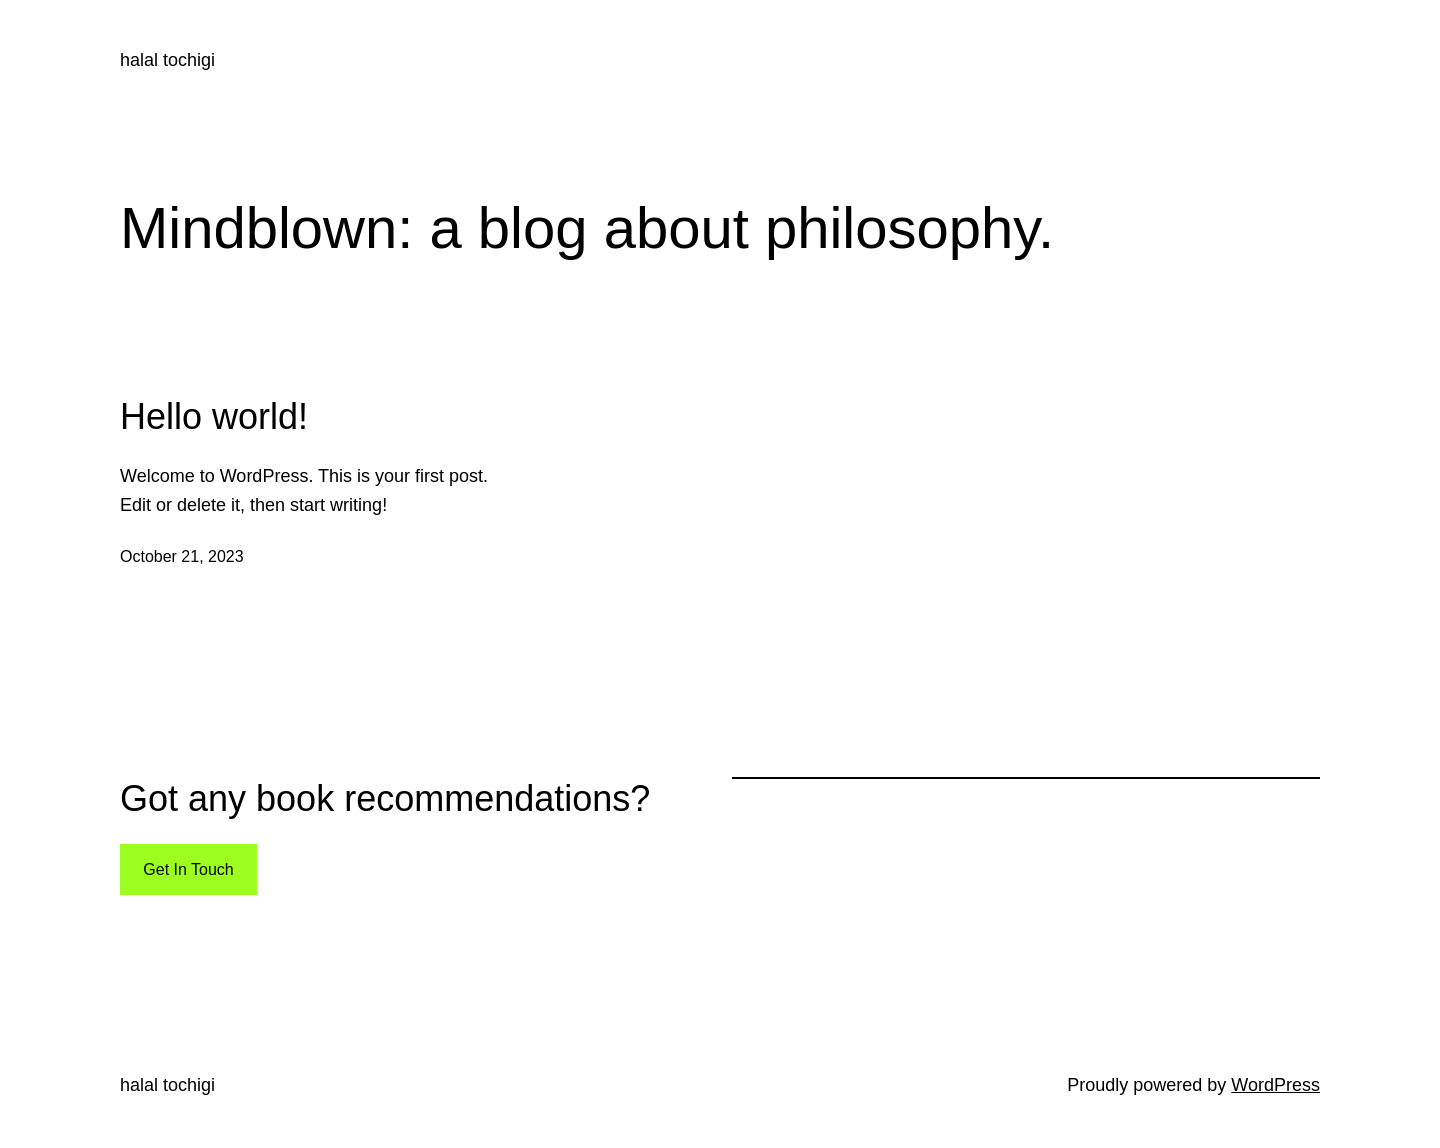 halal tochigi
Mindblown: a blog about philosophy.
Hello world!
Welcome to WordPress. This is your first post.
Edit or delete it, then start writing!
October 21, 2023
Got any book recommendations?
Get In Touch
halal tochigi
Proudly powered by WordPress